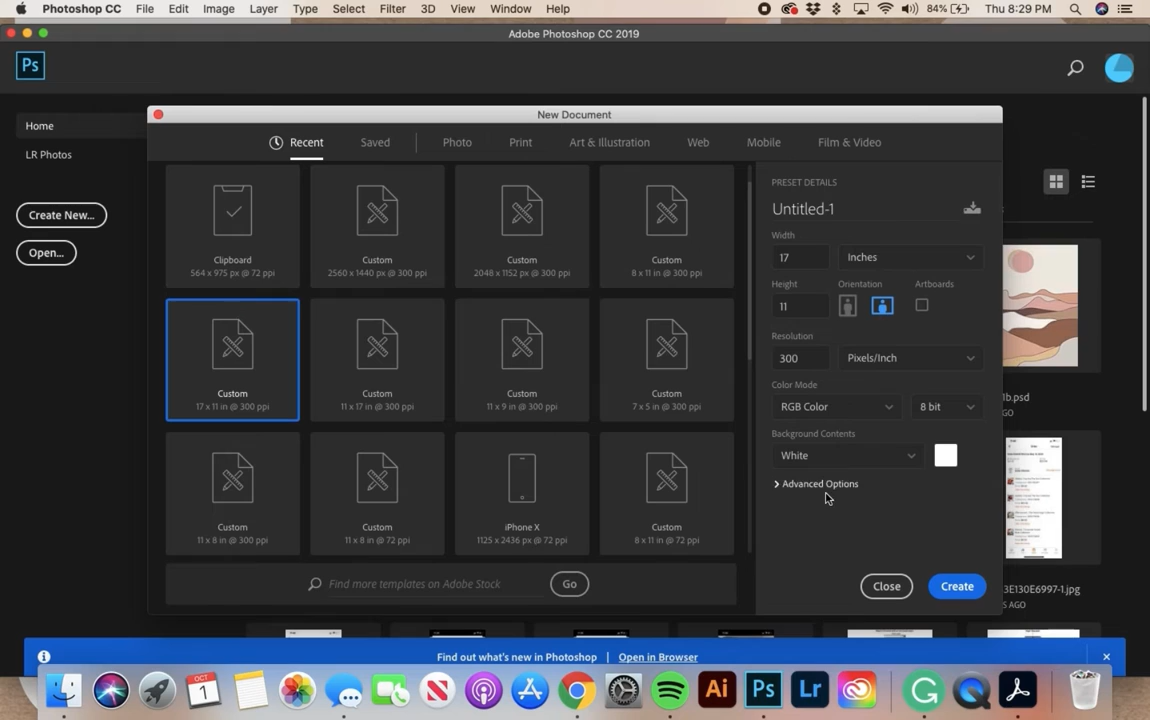 Photoshop CC File Edit Image Layer Type Select Filter 3D View Window Help 84% Thu 8:29 PM
Adobe Photoshop CC 2019
Ps
Home
LR Photos
Create New...
Open...
New Document
Recent Saved Photo Print Art & Illustration Web Mobile Film & Video
Clipboard
564 x 975 px @ 72 ppi
Custom
2560 x 1440 px @ 300 ppi
Custom
2048 x 1152 px @ 300 ppi
Custom
8 x 11 in @ 300 ppi
Custom
17 x 11 in @ 300 ppi
Custom
11 x 17 in @ 300 ppi
Custom
11 x 9 in @ 300 ppi
Custom
7 x 5 in @ 300 ppi
Custom
11 x 8 in @ 300 ppi
Custom
11 x 8 in @ 72 ppi
iPhone X
1125 x 2436 px @ 72 ppi
Custom
8 x 11 in @ 72 ppi
Find more templates on Adobe Stock Go
PRESET DETAILS
Untitled-1
Width
17 Inches
Height Orientation Artboards
11
Resolution
300 Pixels/Inch
Color Mode
RGB Color 8 bit
Background Contents
White
Advanced Options
Close Create
1b.psd
GO
3E130E6997-1.jpg
S AGO
Find out what's new in Photoshop | Open in Browser
OCT
1
Ai Ps Lr